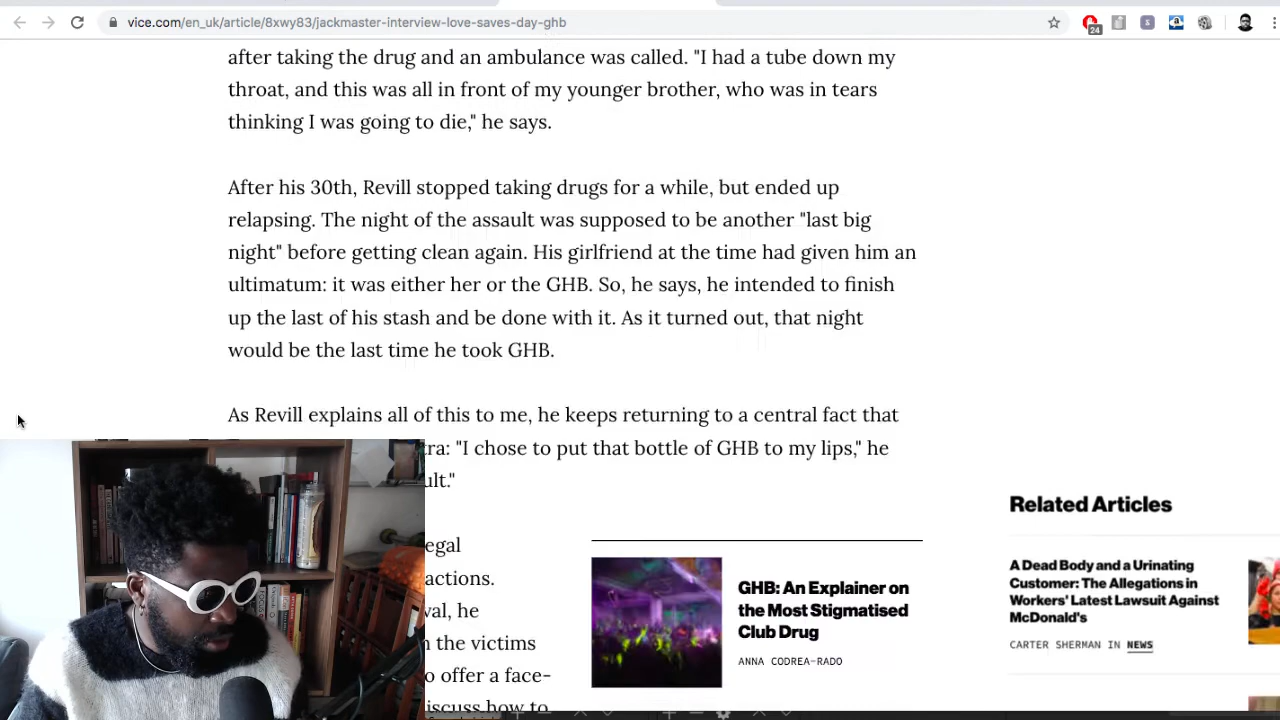 vice.com/en_uk/article/8xwy83/jackmaster-interview-love-saves-day-ghb
24
after taking the drug and an ambulance was called. "I had a tube down my
throat, and this was all in front of my younger brother, who was in tears
thinking I was going to die," he says.
After his 30th, Revill stopped taking drugs for a while, but ended up
relapsing. The night of the assault was supposed to be another "last big
night" before getting clean again. His girlfriend at the time had given him an
ultimatum: it was either her or the GHB. So, he says, he intended to finish
up the last of his stash and be done with it. As it turned out, that night
would be the last time he took GHB.
As Revill explains all of this to me, he keeps returning to a central fact that
tra: "I chose to put that bottle of GHB to my lips," he
ult."
egal
actions.
val, he
n the victims
o offer a face-
iscuss how to
GHB: An Explainer on
the Most Stigmatised
Club Drug
ANNA CODREA-RADO
Related Articles
A Dead Body and a Urinating
Customer: The Allegations in
Workers' Latest Lawsuit Against
McDonald's
CARTER SHERMAN IN NEWS